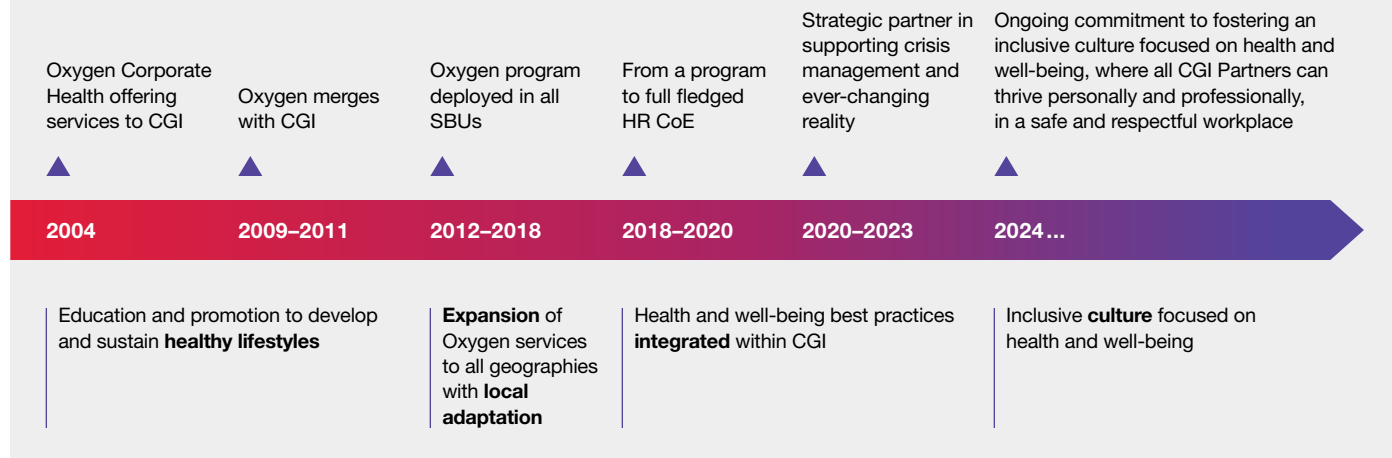 Oxygen Corporate
Health offering
services to CGI
Oxygen merges
with CGI
Oxygen program
deployed in all
SBUs
From a program
to full fledged
HR CoE
Strategic partner in
supporting crisis
management and
ever-changing
reality
Ongoing commitment to fostering an
inclusive culture focused on health and
well-being, where all CGI Partners can
thrive personally and professionally,
in a safe and respectful workplace
2004
2009–2011
2012–2018
2018–2020
2020–2023
2024...
Education and promotion to develop
and sustain healthy lifestyles
Expansion of
Oxygen services
to all geographies
with local
adaptation
Health and well-being best practices
integrated within CGI
Inclusive culture focused on
health and well-being